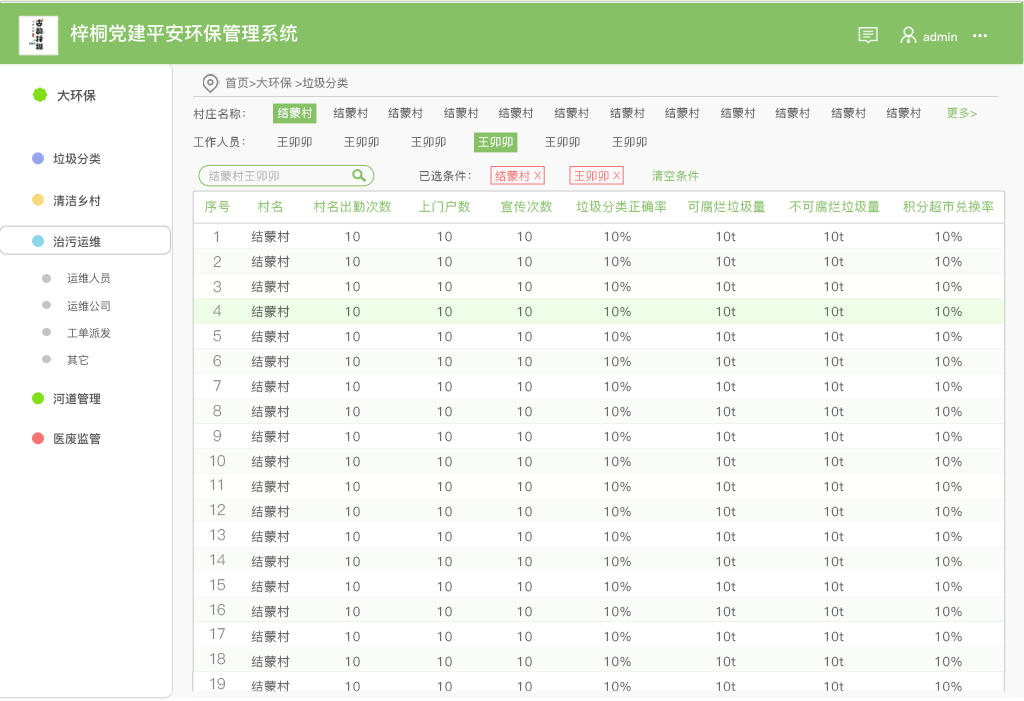 梓桐党建平安环保管理系统
admin
大环保
垃圾分类
清洁乡村
治污运维
运维人员
运维公司
工单派发
其它
河道管理
医废监管
首页>大环保 >垃圾分类
村庄名称： 结蒙村 结蒙村 结蒙村 结蒙村 结蒙村 结蒙村 结蒙村 结蒙村 结蒙村 结蒙村 结蒙村 结蒙村 更多>
工作人员： 王卯卯 王卯卯 王卯卯 王卯卯 王卯卯 王卯卯
结蒙村王卯卯 已选条件： 结蒙村 X 王卯卯 X 清空条件
序号 村名 村名出勤次数 上门户数 宣传次数 垃圾分类正确率 可腐烂垃圾量 不可腐烂垃圾量 积分超市兑换率
1 结蒙村 10 10 10 10% 10t 10t 10%
2 结蒙村 10 10 10 10% 10t 10t 10%
3 结蒙村 10 10 10 10% 10t 10t 10%
4 结蒙村 10 10 10 10% 10t 10t 10%
5 结蒙村 10 10 10 10% 10t 10t 10%
6 结蒙村 10 10 10 10% 10t 10t 10%
7 结蒙村 10 10 10 10% 10t 10t 10%
8 结蒙村 10 10 10 10% 10t 10t 10%
9 结蒙村 10 10 10 10% 10t 10t 10%
10 结蒙村 10 10 10 10% 10t 10t 10%
11 结蒙村 10 10 10 10% 10t 10t 10%
12 结蒙村 10 10 10 10% 10t 10t 10%
13 结蒙村 10 10 10 10% 10t 10t 10%
14 结蒙村 10 10 10 10% 10t 10t 10%
15 结蒙村 10 10 10 10% 10t 10t 10%
16 结蒙村 10 10 10 10% 10t 10t 10%
17 结蒙村 10 10 10 10% 10t 10t 10%
18 结蒙村 10 10 10 10% 10t 10t 10%
19 结蒙村 10 10 10 10% 10t 10t 10%